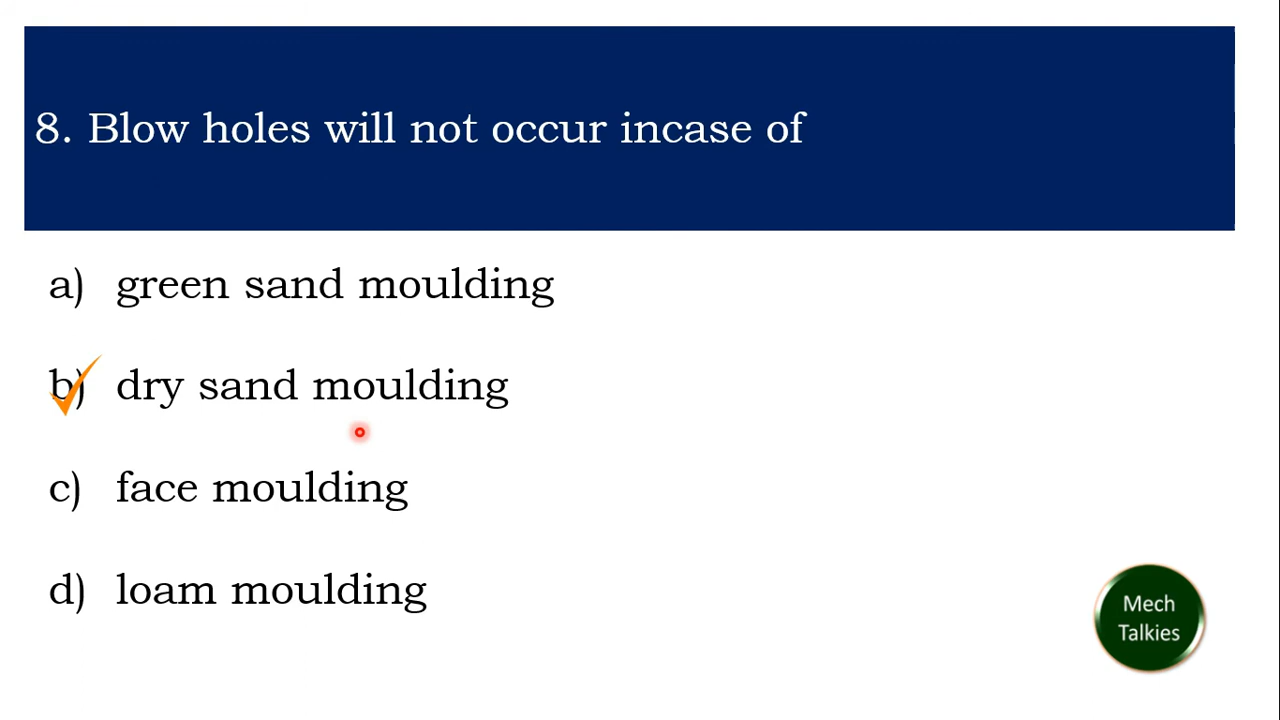 8. Blow holes will not occur incase of
a) green sand moulding
b) dry sand moulding
c) face moulding
d) loam moulding
Mech
Talkies